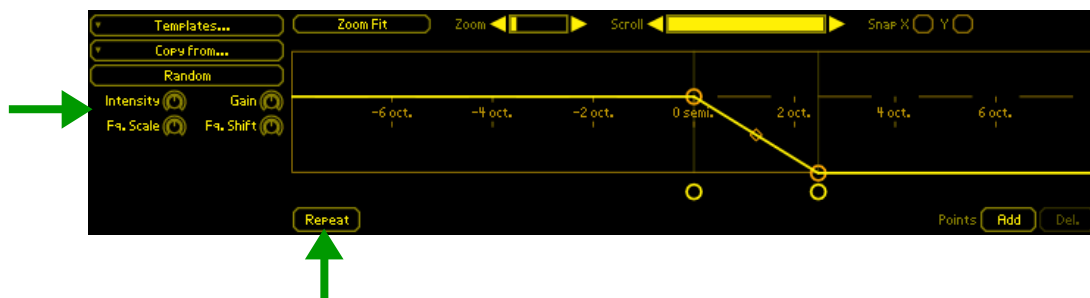 Templates... Zoom Fit Zoom Scroll Snap X Y
Copy from...
Random
Intensity Gain
Fq. Scale Fq. Shift
-6 oct. -4 oct. -2 oct. 0 semi. 2 oct. 4 oct. 6 oct.
Repeat Points Add Del.